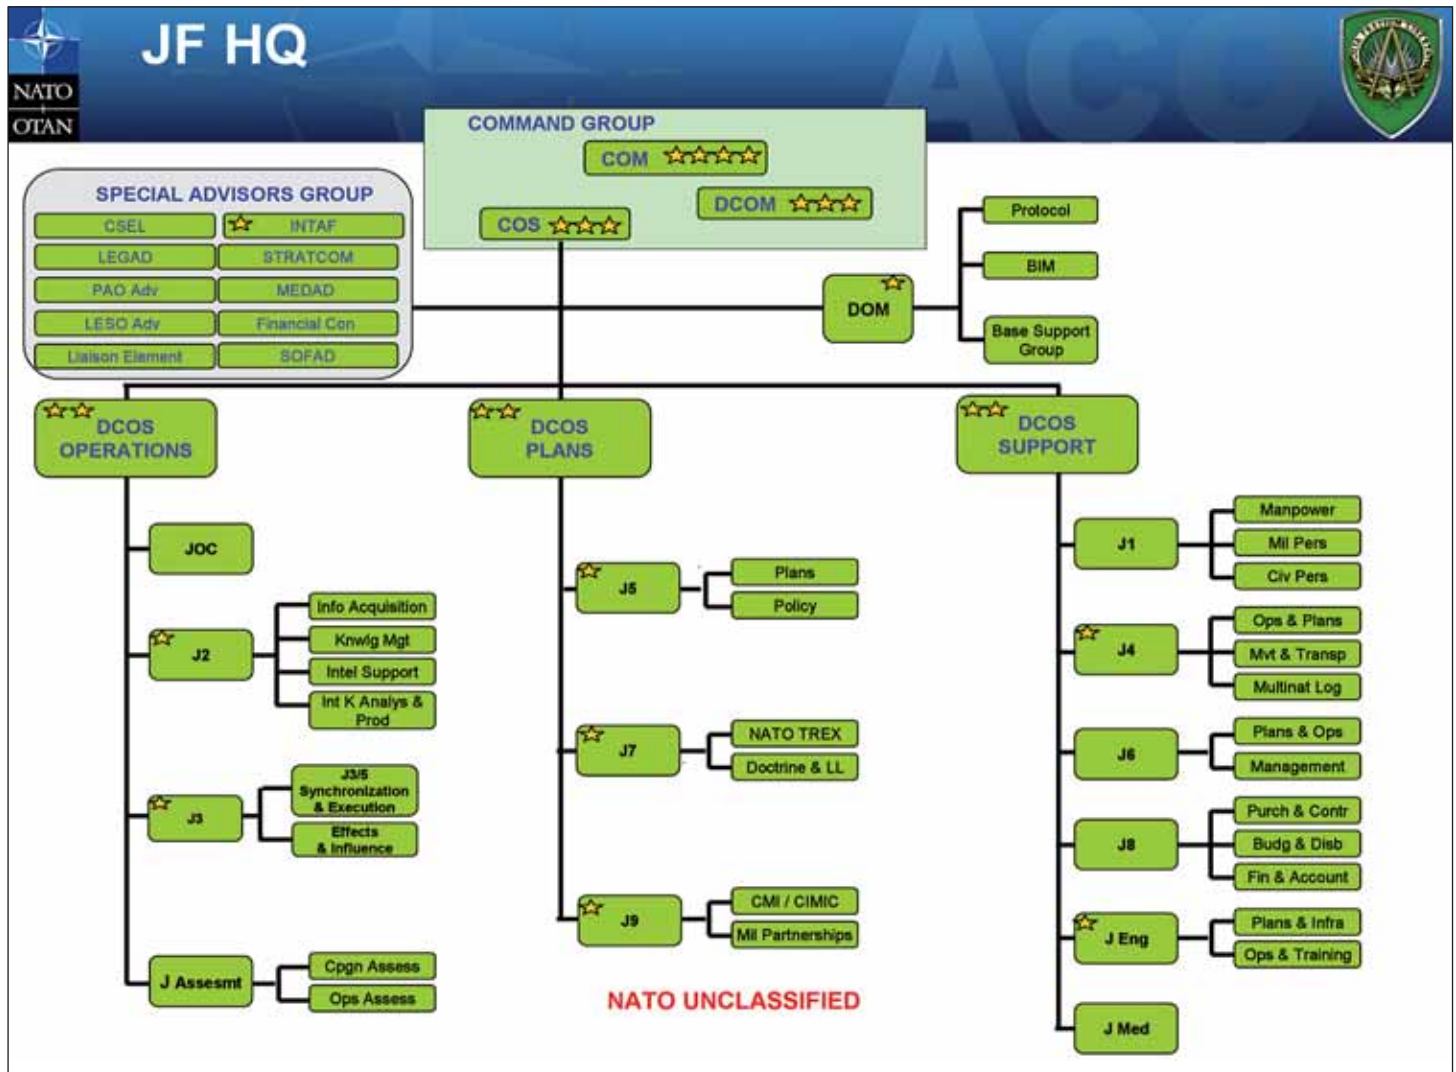 JF HQ
NATO
OTAN
ACO
COMMAND GROUP
COM
DCOM
COS
SPECIAL ADVISORS GROUP
CSEL
INTAF
LEGAD
STRATCOM
PAO Adv
MEDAD
LESO Adv
Financial Con
Liaison Element
SOFAD
DOM
Protocol
BIM
Base Support
Group
DCOS
OPERATIONS
JOC
J2
Info Acquisition
Knwlg Mgt
Intel Support
Int K Analys &
Prod
J3
J3/5
Synchronization
& Execution
Effects
& Influence
J Assesmt
Cpgn Assess
Ops Assess
DCOS
PLANS
J5
Plans
Policy
J7
NATO TREX
Doctrine & LL
J9
CMI / CIMIC
Mil Partnerships
DCOS
SUPPORT
J1
Manpower
Mil Pers
Civ Pers
J4
Ops & Plans
Mvt & Transp
Multinat Log
J6
Plans & Ops
Management
J8
Purch & Contr
Budg & Disb
Fin & Account
J Eng
Plans & Infra
Ops & Training
J Med
NATO UNCLASSIFIED